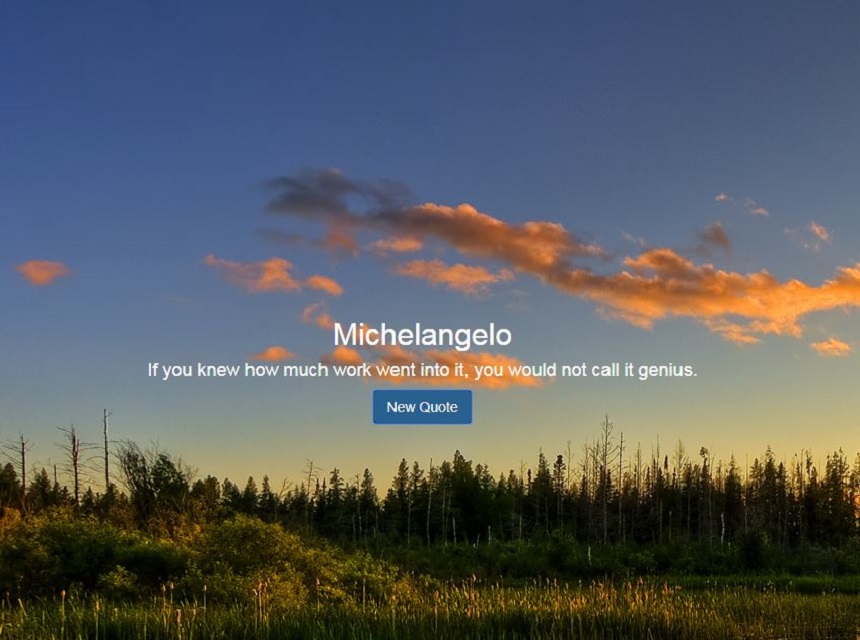 Michelangelo
If you knew how much work went into it, you would not call it genius.
New Quote